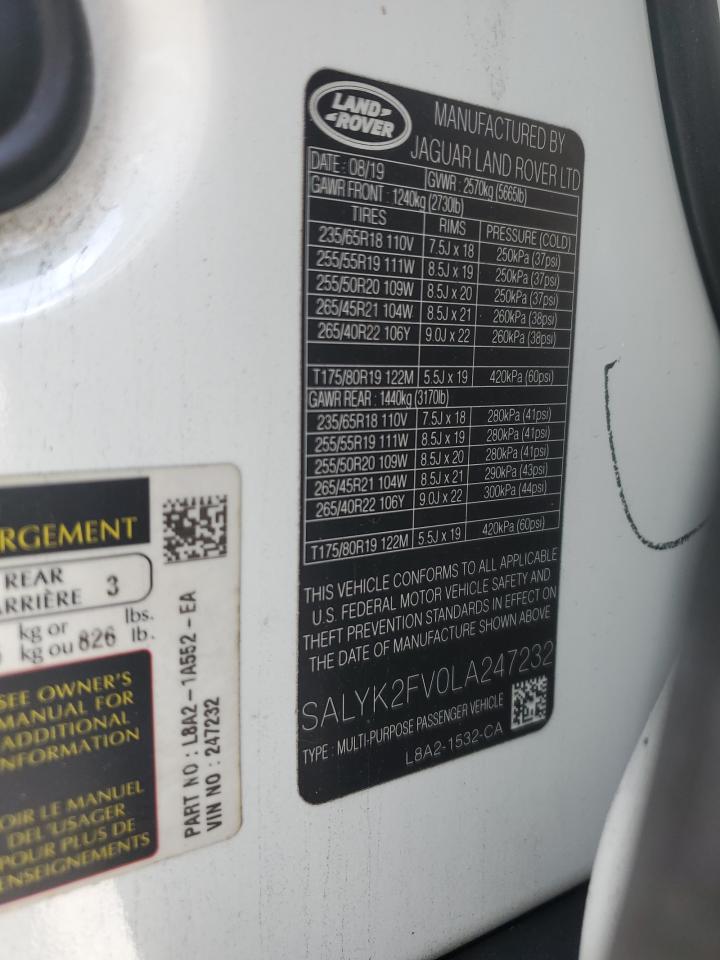 LAND ROVER
MANUFACTURED BY
JAGUAR LAND ROVER LTD
DATE : 08/19 GVWR : 2570kg (5665lb)
GAWR FRONT : 1240kg (2730lb)
TIRES RIMS PRESSURE (COLD)
235/65R18 110V 7.5J x 18 250kPa (37psi)
255/55R19 111W 8.5J x 19 250kPa (37psi)
255/50R20 109W 8.5J x 20 250kPa (37psi)
265/45R21 104W 8.5J x 21 260kPa (38psi)
265/40R22 106Y 9.0J x 22 260kPa (38psi)
T175/80R19 122M 5.5J x 19 420kPa (60psi)
GAWR REAR : 1440kg (3170lb)
235/65R18 110V 7.5J x 18 280kPa (41psi)
255/55R19 111W 8.5J x 19 280kPa (41psi)
255/50R20 109W 8.5J x 20 280kPa (41psi)
265/45R21 104W 8.5J x 21 290kPa (43psi)
265/40R22 106Y 9.0J x 22 300kPa (44psi)
T175/80R19 122M 5.5J x 19 420kPa (60psi)
THIS VEHICLE CONFORMS TO ALL APPLICABLE
U.S. FEDERAL MOTOR VEHICLE SAFETY AND
THEFT PREVENTION STANDARDS IN EFFECT ON
THE DATE OF MANUFACTURE SHOWN ABOVE
SALYK2FV0LA247232
TYPE : MULTI-PURPOSE PASSENGER VEHICLE
L8A2-1532-CA
RGEMENT
REAR
ARRIÈRE 3
kg or lbs.
kg ou 826 lb.
SEE OWNER'S
MANUAL FOR
ADDITIONAL
NFORMATION
OIR LE MANUEL
DEL'USAGER
POUR PLUS DE
ENSEIGNEMENTS
PART NO : L8A2 - 1A552 - EA
VIN NO : 247232